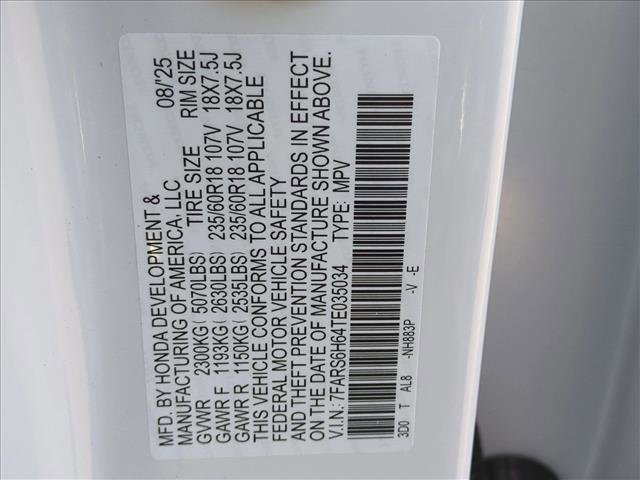 MFD. BY HONDA DEVELOPMENT & 08/'25
MANUFACTURING OF AMERICA, LLC
GVWR 2300KG( 5070LBS) TIRE SIZE RIM SIZE
GAWR F 1193KG( 2630LBS) 235/60R18 107V 18X7.5J
GAWR R 1150KG( 2535LBS) 235/60R18 107V 18X7.5J
THIS VEHICLE CONFORMS TO ALL APPLICABLE
FEDERAL MOTOR VEHICLE SAFETY
AND THEFT PREVENTION STANDARDS IN EFFECT
ON THE DATE OF MANUFACTURE SHOWN ABOVE.
V.I.N.: 7FARS6H64TE035034 TYPE: MPV
3D0 T AL8 -NH883P -V -E